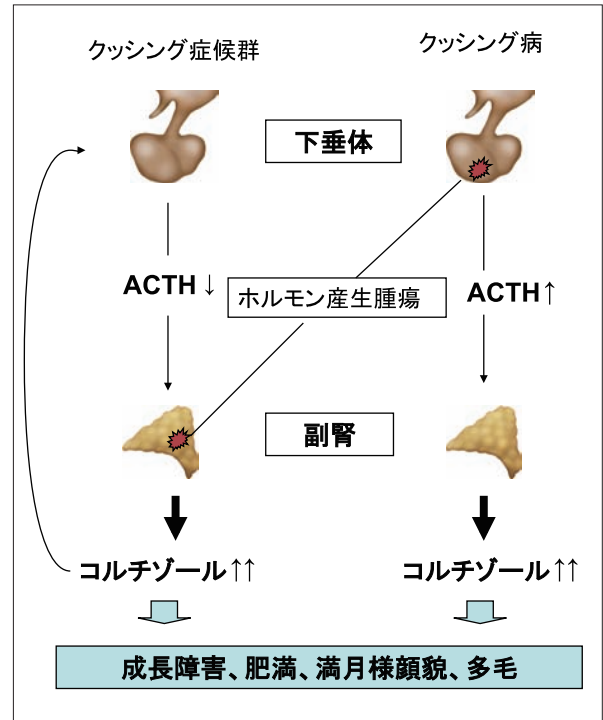 クッシング症候群
クッシング病
下垂体
ACTH↓
ホルモン産生腫瘍
ACTH↑
副腎
コルチゾール↑↑
コルチゾール↑↑
成長障害、肥満、満月様顔貌、多毛